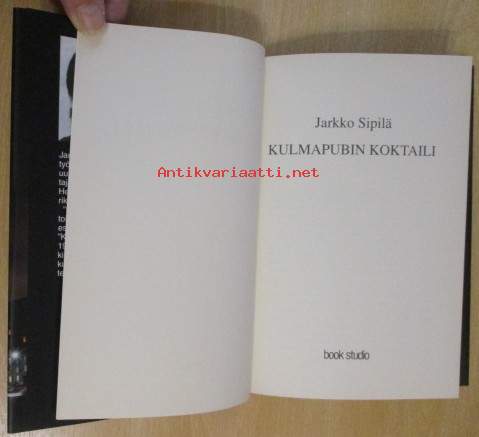 Jarkko Sipilä
KULMAPUBIN KOKTAILI
Antikvariaatti.net
book studio